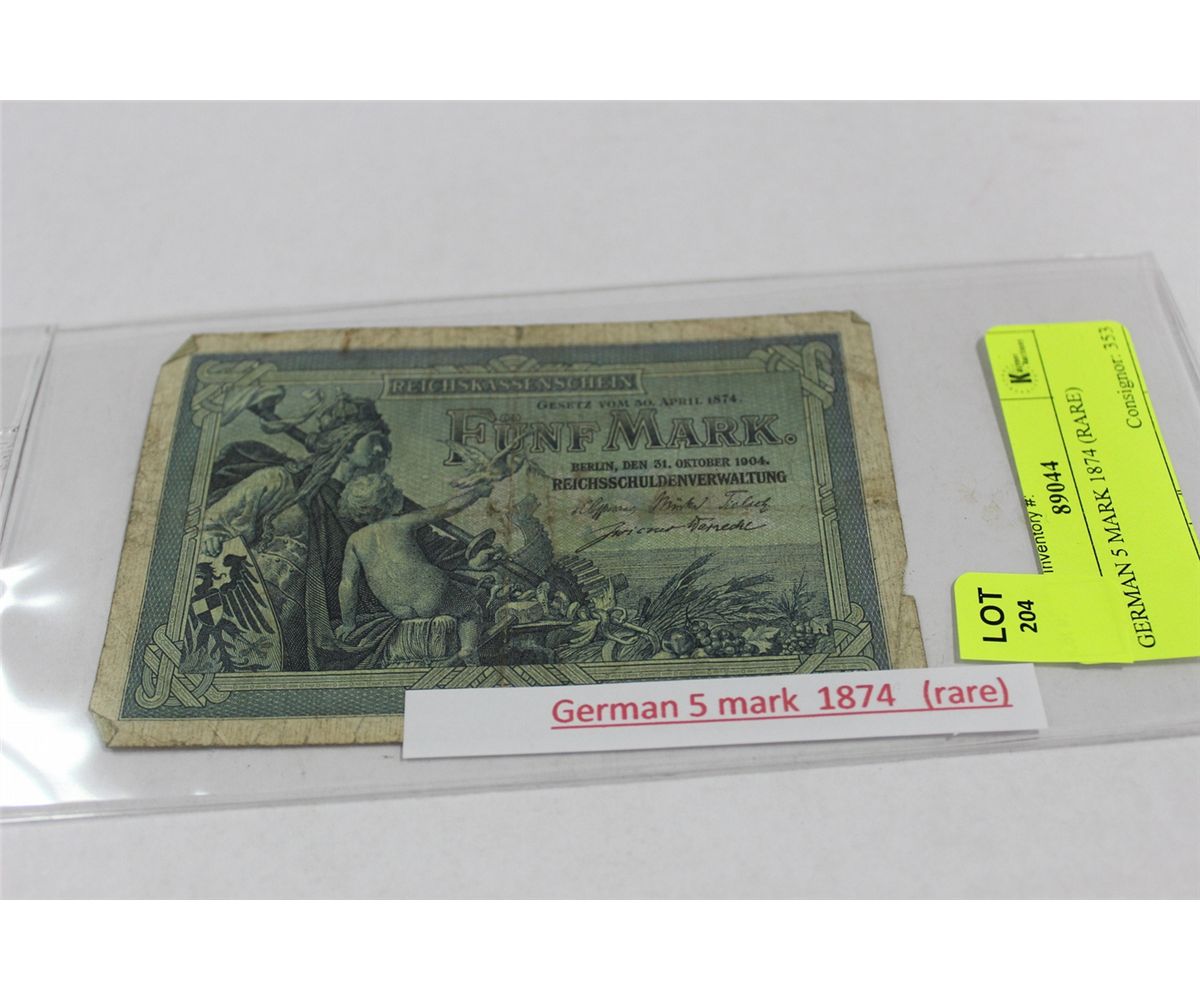 REICHSKASSENSCHEIN
GESETZ VOM 30. APRIL 1874.
FÜNF MARK.
BERLIN, DEN 31. OKTOBER 1904.
REICHSSCHULDENVERWALTUNG
German 5 mark 1874 (rare)
LOT
204
Inventory #:
89044
GERMAN 5 MARK 1874 (RARE)
Consignor: 353